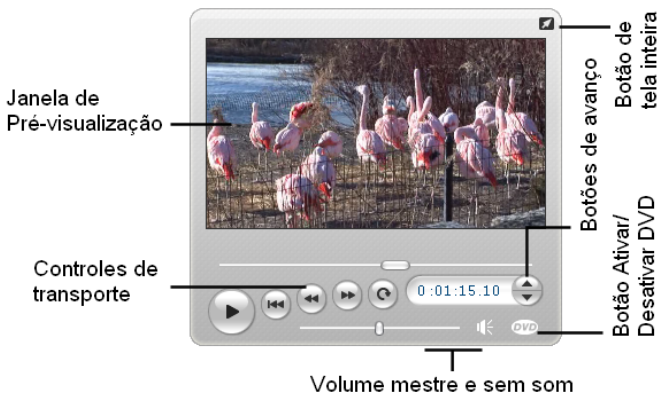 Botão de
tela inteira
Janela de
Pré-visualização
Botões de avanço
Controles de
transporte
0:01:15.10
Botão Ativar/
Desativar DVD
DVD
Volume mestre e sem som